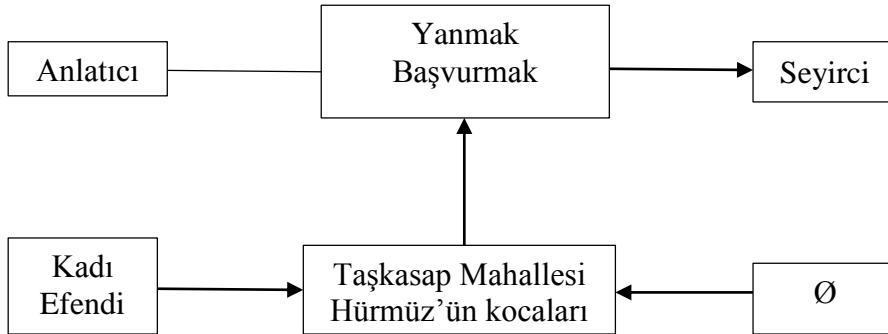 Yanmak
Başvurmak
Anlatıcı
Seyirci
Kadı
Efendi
Taşkasap Mahallesi
Hürmüz’ün kocaları
Ø